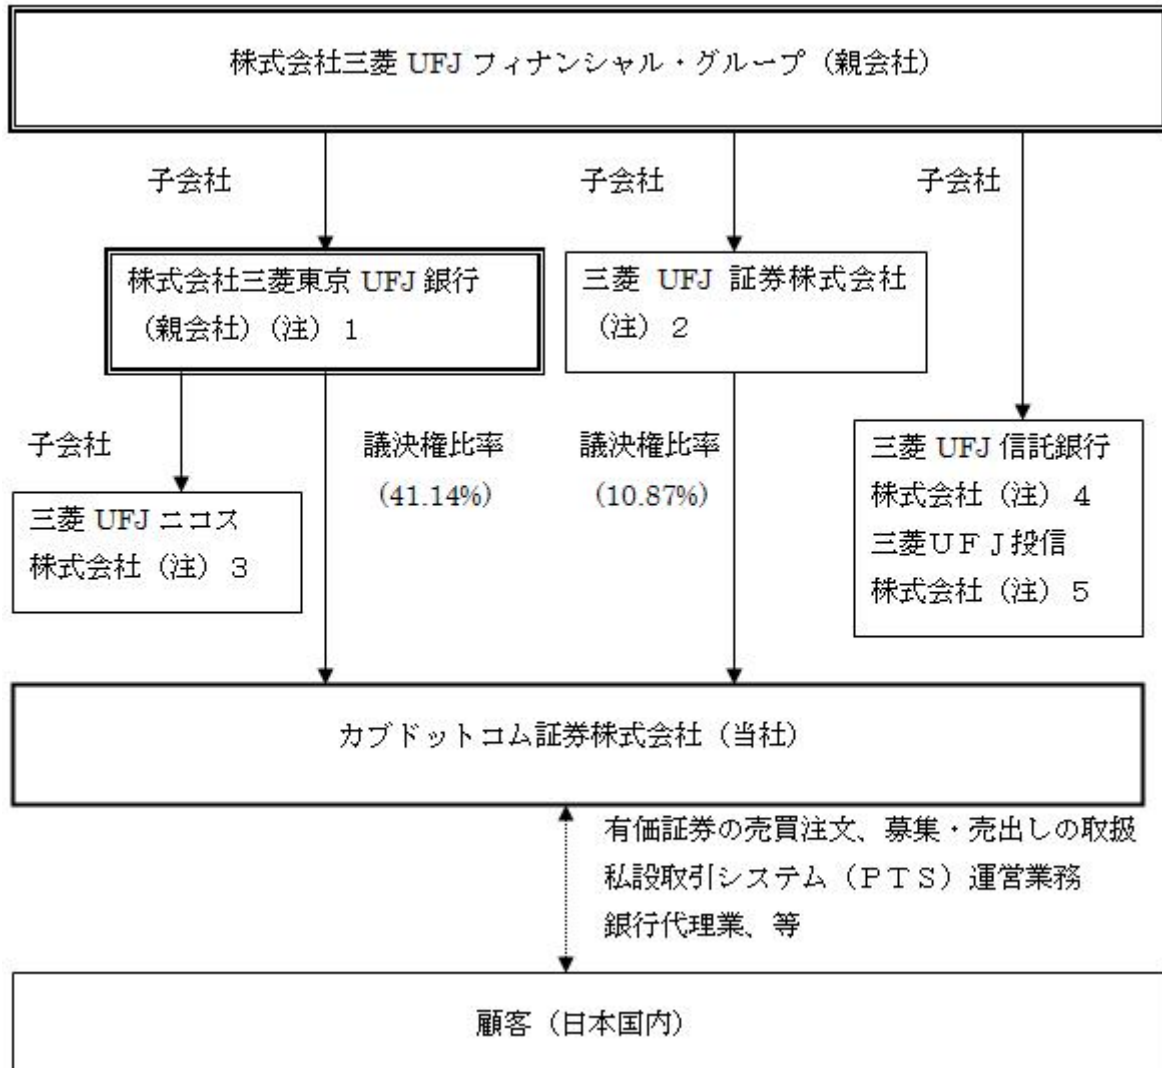 株式会社三菱 UFJ フィナンシャル・グループ（親会社）
子会社
子会社
子会社
株式会社三菱東京 UFJ 銀行
（親会社）（注）１
三菱 UFJ 証券株式会社
（注）２
子会社
議決権比率
(41.14%)
議決権比率
(10.87%)
三菱 UFJ 信託銀行
株式会社（注）４
三菱ＵＦＪ投信
株式会社（注）５
三菱 UFJ ニコス
株式会社（注）３
カブドットコム証券株式会社（当社）
有価証券の売買注文、募集・売出しの取扱
私設取引システム（ＰＴＳ）運営業務
銀行代理業、等
顧客（日本国内）